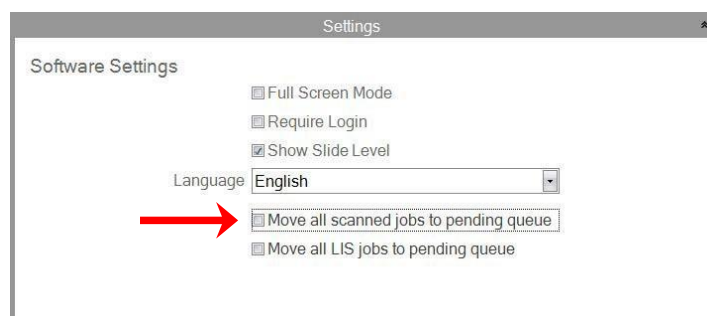 Settings
Software Settings
Full Screen Mode
Require Login
Show Slide Level
Language English
Move all scanned jobs to pending queue
Move all LIS jobs to pending queue